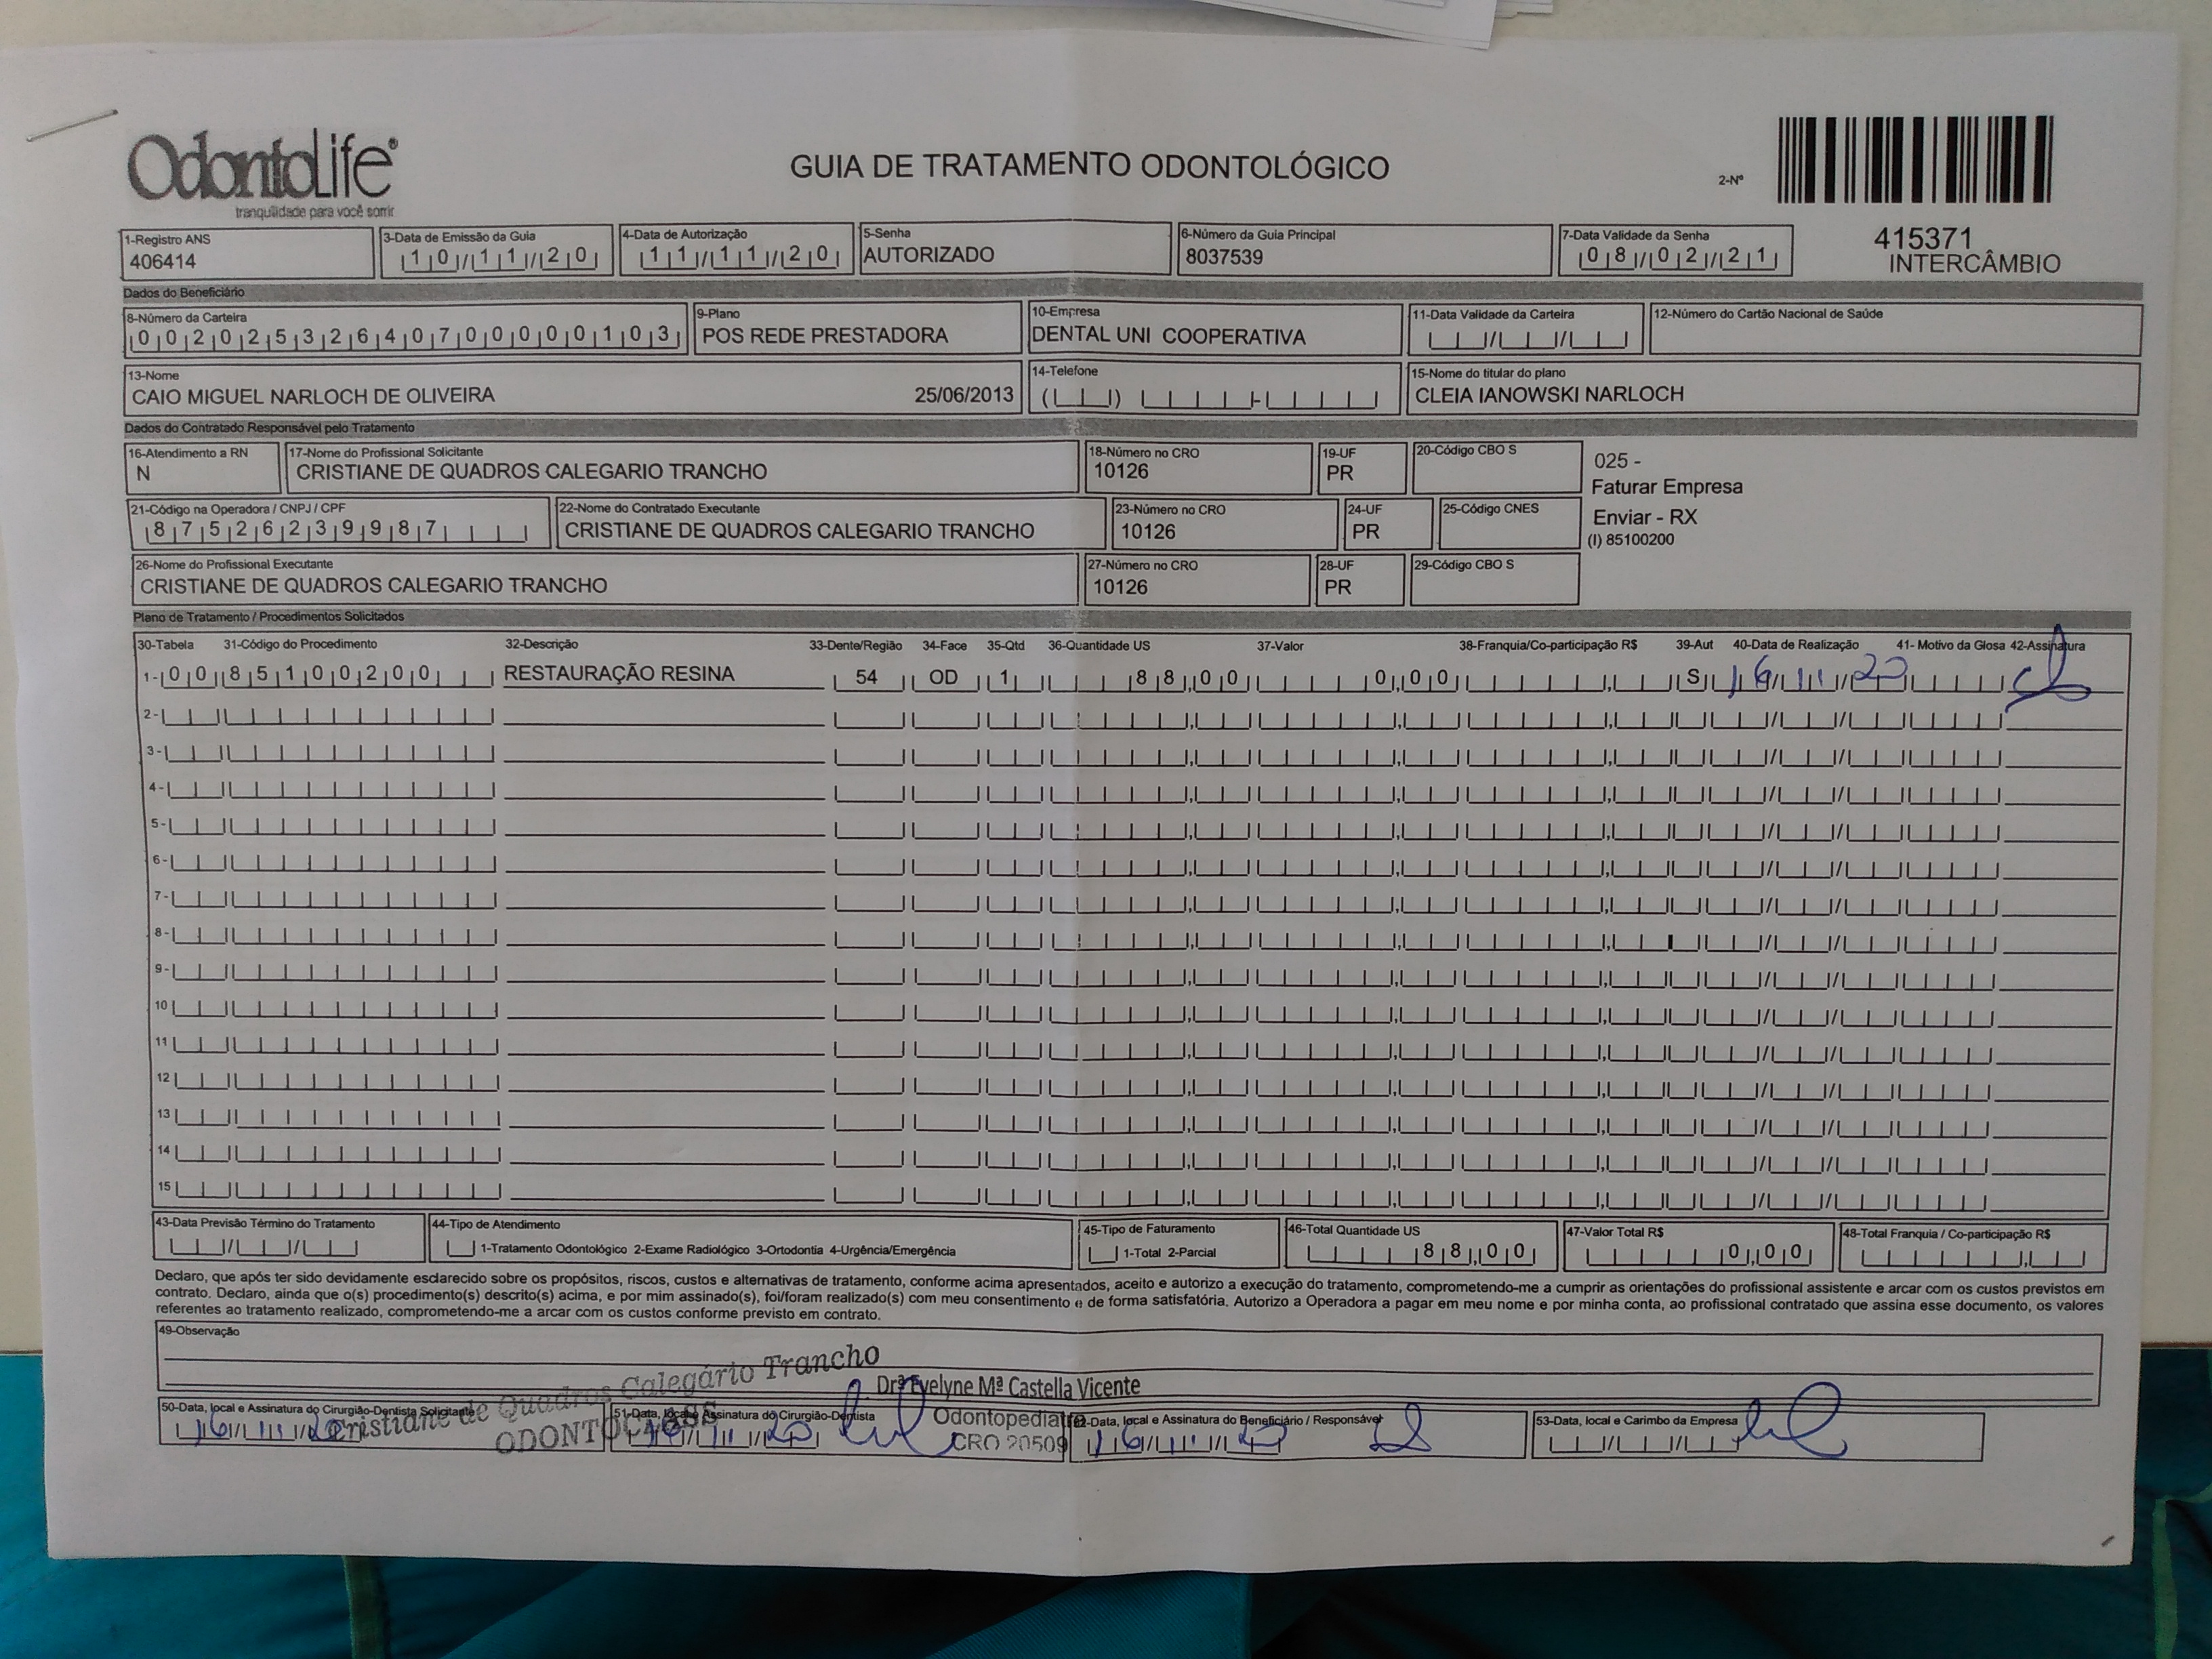 OdontoLife®
tranquilidade para você sorrir
GUIA DE TRATAMENTO ODONTOLÓGICO
2-Nº
415371
INTERCÂMBIO
1-Registro ANS
406414
3-Data de Emissão da Guia
10/11/20
4-Data de Autorização
11/11/20
5-Senha
AUTORIZADO
6-Número da Guia Principal
8037539
7-Data Validade da Senha
08/02/21
Dados do Beneficiário
8-Número da Carteira
00202532640700000103
9-Plano
POS REDE PRESTADORA
10-Empresa
DENTAL UNI COOPERATIVA
11-Data Validade da Carteira
12-Número do Cartão Nacional de Saúde
13-Nome
CAIO MIGUEL NARLOCH DE OLIVEIRA 25/06/2013
14-Telefone
15-Nome do titular do plano
CLEIA IANOWSKI NARLOCH
Dados do Contratado Responsável pelo Tratamento
16-Atendimento a RN
N
17-Nome do Profissional Solicitante
CRISTIANE DE QUADROS CALEGARIO TRANCHO
18-Número no CRO
10126
19-UF
PR
20-Código CBO S
025 -
Faturar Empresa
Enviar - RX
(I) 85100200
21-Código na Operadora / CNPJ / CPF
87526239987
22-Nome do Contratado Executante
CRISTIANE DE QUADROS CALEGARIO TRANCHO
23-Número no CRO
10126
24-UF
PR
25-Código CNES
26-Nome do Profissional Executante
CRISTIANE DE QUADROS CALEGARIO TRANCHO
27-Número no CRO
10126
28-UF
PR
29-Código CBO S
Plano de Tratamento / Procedimentos Solicitados
30-Tabela 31-Código do Procedimento 32-Descrição 33-Dente/Região 34-Face 35-Qtd 36-Quantidade US 37-Valor 38-Franquia/Co-participação R$ 39-Aut 40-Data de Realização 41- Motivo da Glosa 42-Assinatura
1- 00 85100200 RESTAURAÇÃO RESINA 54 OD 1 88,00 0,00 S 16/11/20
2-
3-
4-
5-
6-
7-
8-
9-
10
11
12
13
14
15
43-Data Previsão Término do Tratamento
44-Tipo de Atendimento
1-Tratamento Odontológico 2-Exame Radiológico 3-Ortodontia 4-Urgência/Emergência
45-Tipo de Faturamento
1-Total 2-Parcial
46-Total Quantidade US
88,00
47-Valor Total R$
0,00
48-Total Franquia / Co-participação R$
Declaro, que após ter sido devidamente esclarecido sobre os propósitos, riscos, custos e alternativas de tratamento, conforme acima apresentados, aceito e autorizo a execução do tratamento, comprometendo-me a cumprir as orientações do profissional assistente e arcar com os custos previstos em
contrato. Declaro, ainda que o(s) procedimento(s) descrito(s) acima, e por mim assinado(s), foi/foram realizado(s) com meu consentimento e de forma satisfatória. Autorizo a Operadora a pagar em meu nome e por minha conta, ao profissional contratado que assina esse documento, os valores
referentes ao tratamento realizado, comprometendo-me a arcar com os custos conforme previsto em contrato.
49-Observação
Cristiane de Quadros Calegário Trancho
Drª Evelyne Mª Castella Vicente
Odontopediatra
CRO 20509
50-Data, local e Assinatura do Cirurgião-Dentista Solicitante
16/11/20
51-Data, local e Assinatura do Cirurgião-Dentista
16/11/20
52-Data, local e Assinatura do Beneficiário / Responsável
16/11/20
53-Data, local e Carimbo da Empresa